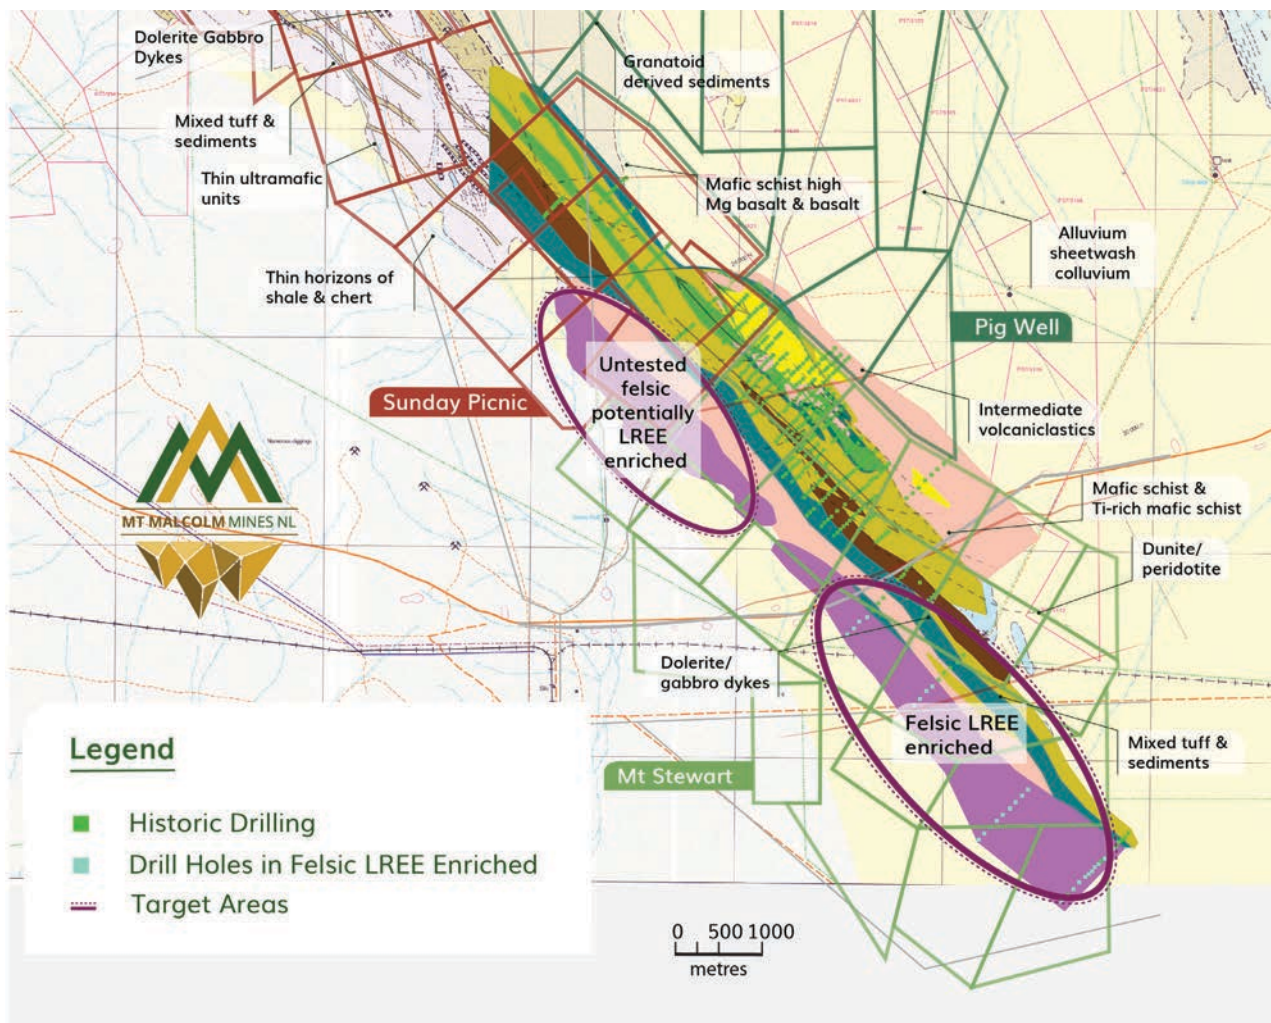 Dolerite Gabbro
Dykes
Granatoid
derived sediments
Mixed tuff &
sediments
Thin ultramafic
units
Mafic schist high
Mg basalt & basalt
Alluvium
sheetwash
colluvium
Thin horizons of
shale & chert
Pig Well
Untested
felsic
potentially
LREE
enriched
Sunday Picnic
Intermediate
volcaniclastics
MT MALCOLM MINES NL
Mafic schist &
Ti-rich mafic schist
Dunite/
peridotite
Dolerite/
gabbro dykes
Felsic LREE
enriched
Mixed tuff &
sediments
Mt Stewart
Legend
Historic Drilling
Drill Holes in Felsic LREE Enriched
Target Areas
0 500 1000
metres